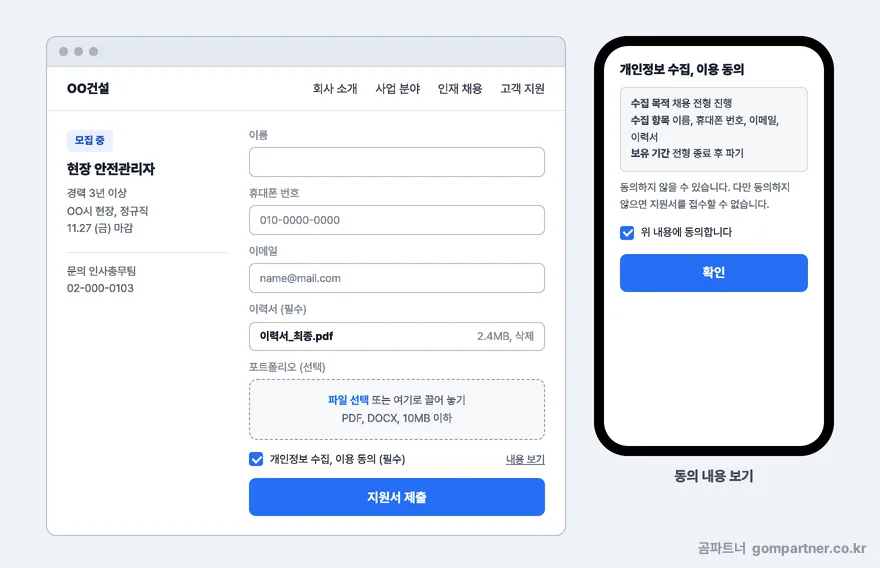 OO건설
회사 소개 사업 분야 인재 채용 고객 지원
모집 중
현장 안전관리자
경력 3년 이상
OO시 현장, 정규직
11.27 (금) 마감
문의 인사총무팀
02-000-0103
이름
휴대폰 번호
010-0000-0000
이메일
name@mail.com
이력서 (필수)
이력서_최종.pdf 2.4MB, 삭제
포트폴리오 (선택)
파일 선택 또는 여기로 끌어 놓기
PDF, DOCX, 10MB 이하
개인정보 수집, 이용 동의 (필수) 내용 보기
지원서 제출
개인정보 수집, 이용 동의
수집 목적 채용 전형 진행
수집 항목 이름, 휴대폰 번호, 이메일,
이력서
보유 기간 전형 종료 후 파기
동의하지 않을 수 있습니다. 다만 동의하지
않으면 지원서를 접수할 수 없습니다.
위 내용에 동의합니다
확인
동의 내용 보기
곰파트너 gompartner.co.kr